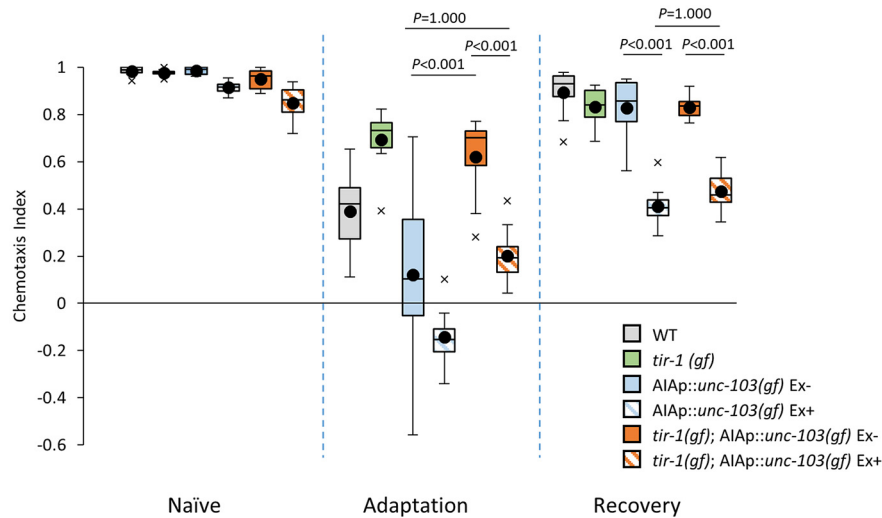 P=1.000
P<0.001
P<0.001
P=1.000
P<0.001
P<0.001
Chemotaxis Index
1
0.8
0.6
0.4
0.2
0
-0.2
-0.4
-0.6
WT
tir-1 (gf)
AIAp::unc-103(gf) Ex-
AIAp::unc-103(gf) Ex+
tir-1(gf); AIAp::unc-103(gf) Ex-
tir-1(gf); AIAp::unc-103(gf) Ex+
Naïve
Adaptation
Recovery